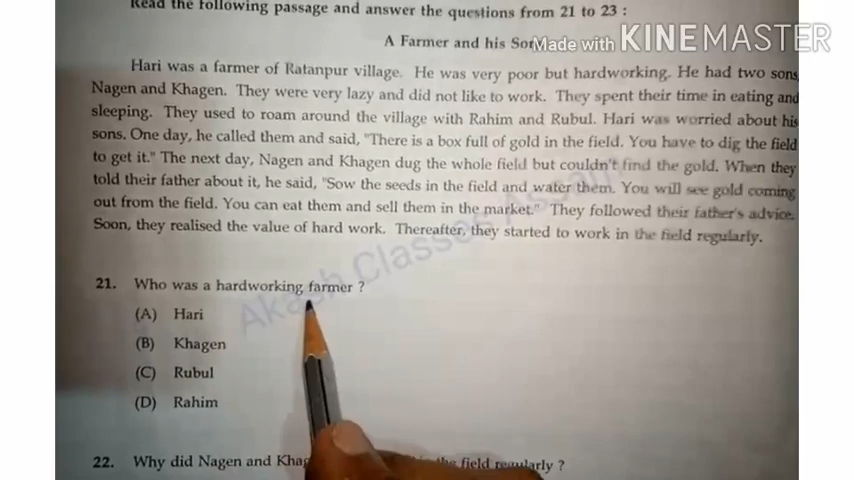 Read the following passage and answer the questions from 21 to 23 :
A Farmer and his Son
Made with KINEMASTER
Hari was a farmer of Ratanpur village. He was very poor but hardworking. He had two sons,
Nagen and Khagen. They were very lazy and did not like to work. They spent their time in eating and
sleeping. They used to roam around the village with Rahim and Rubul. Hari was worried about his
sons. One day, he called them and said, "There is a box full of gold in the field. You have to dig the field
to get it." The next day, Nagen and Khagen dug the whole field but couldn't find the gold. When they
told their father about it, he said, "Sow the seeds in the field and water them. You will see gold coming
out from the field. You can eat them and sell them in the market." They followed their father's advice.
Soon, they realised the value of hard work. Thereafter, they started to work in the field regularly.
Akash Classes Assam
21. Who was a hardworking farmer ?
(A) Hari
(B) Khagen
(C) Rubul
(D) Rahim
22. Why did Nagen and Khag the field regularly ?